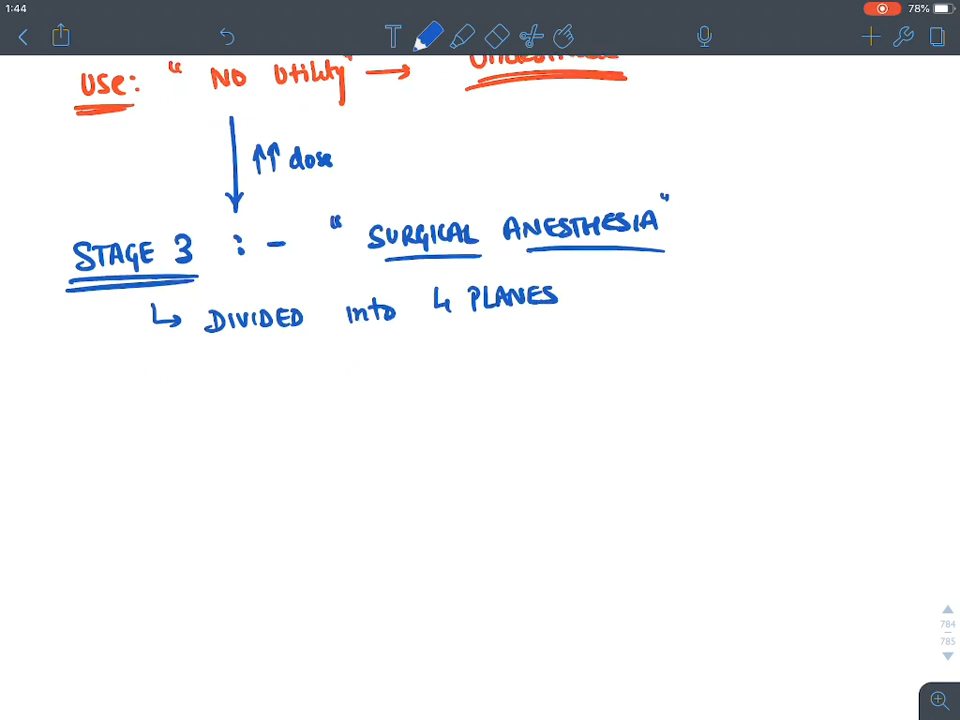 1:44
78%
T
USE: " NO Utility" →
↑↑ dose
STAGE 3 :- " SURGICAL ANESTHESIA "
↳ DIVIDED into 4 PLANES
784
785